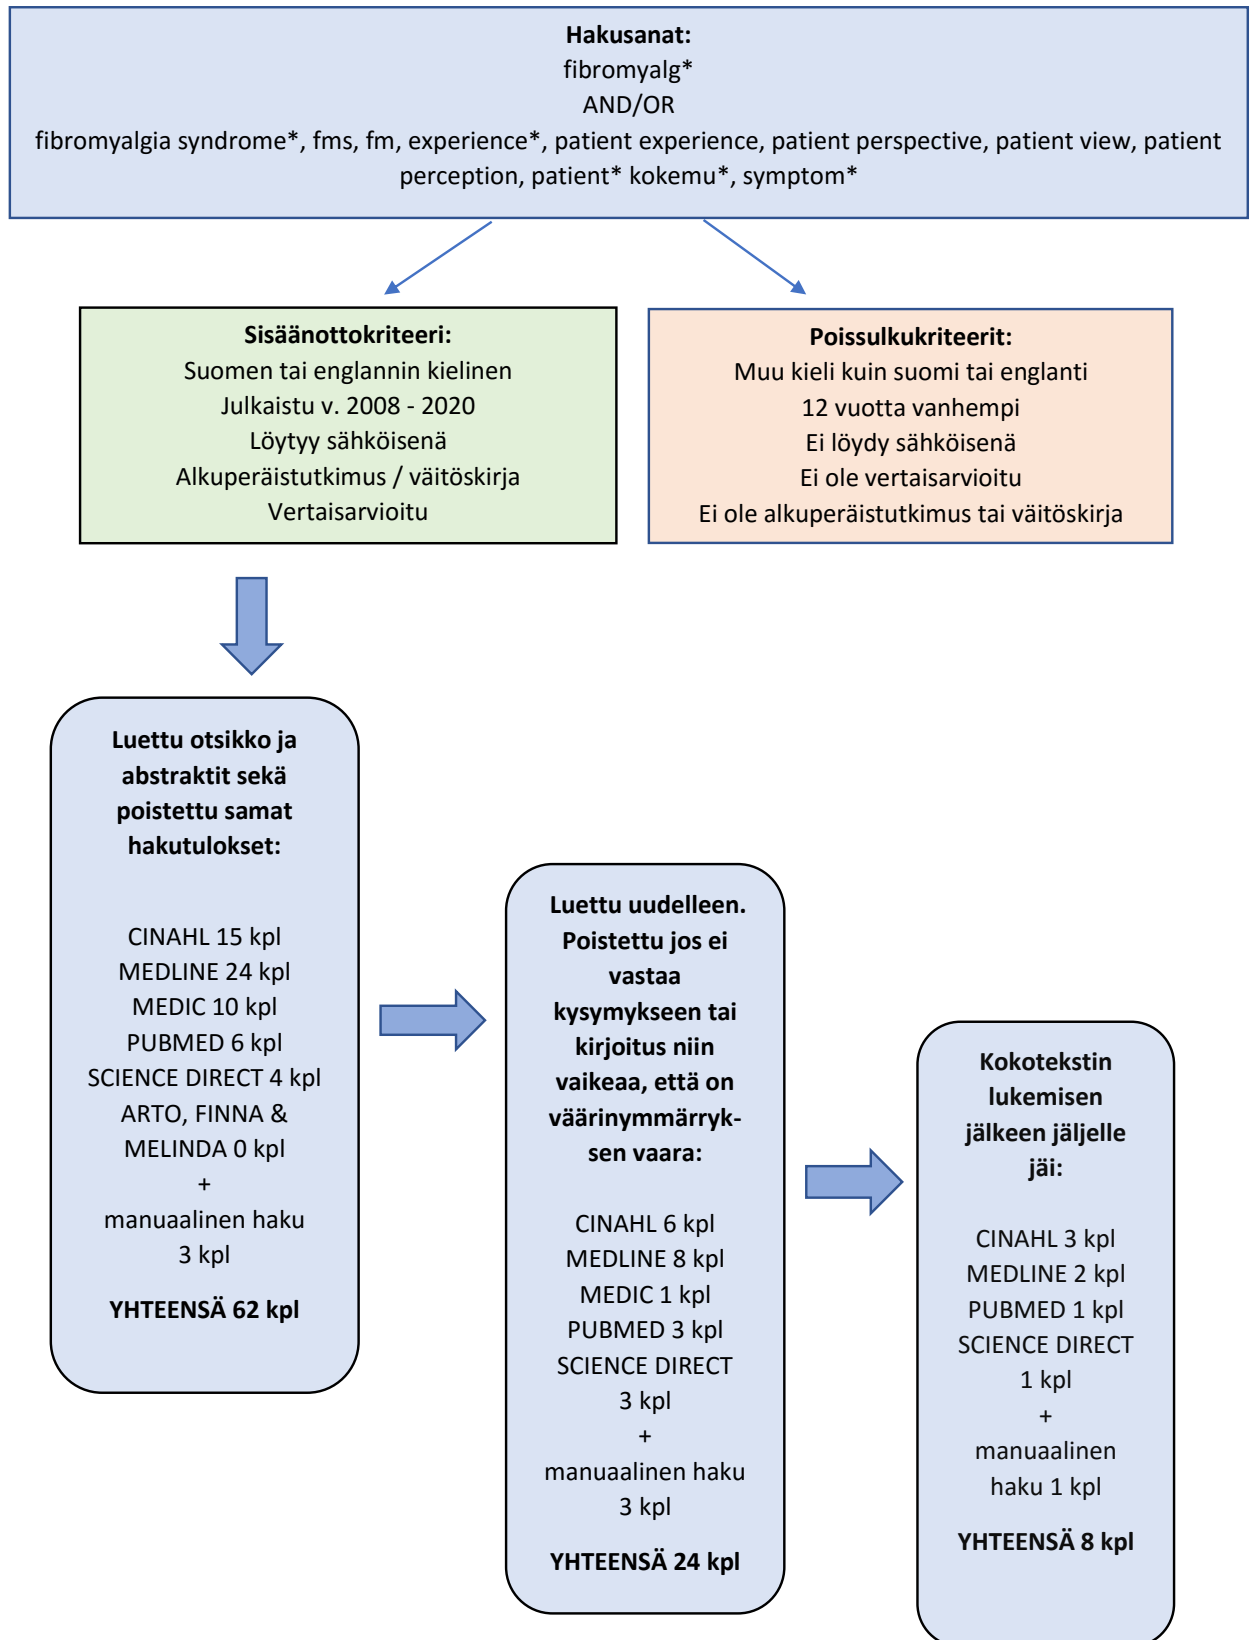 Hakusanat:
fibromyalg*
AND/OR
fibromyalgia syndrome*, fms, fm, experience*, patient experience, patient perspective, patient view, patient
perception, patient* kokemu*, symptom*
Sisäänottokriteeri:
Suomen tai englannin kielinen
Julkaistu v. 2008 - 2020
Löytyy sähköisenä
Alkuperäistutkimus / väitöskirja
Vertaisarvioitu
Poissulkukriteerit:
Muu kieli kuin suomi tai englanti
12 vuotta vanhempi
Ei löydy sähköisenä
Ei ole vertaisarvioitu
Ei ole alkuperäistutkimus tai väitöskirja
Luettu otsikko ja
abstraktit sekä
poistettu samat
hakutulokset:
CINAHL 15 kpl
MEDLINE 24 kpl
MEDIC 10 kpl
PUBMED 6 kpl
SCIENCE DIRECT 4 kpl
ARTO, FINNA &
MELINDA 0 kpl
+
manuaalinen haku
3 kpl
YHTEENSÄ 62 kpl
Luettu uudelleen.
Poistettu jos ei
vastaa
kysymykseen tai
kirjoitus niin
vaikeaa, että on
väärinymmärryk-
sen vaara:
CINAHL 6 kpl
MEDLINE 8 kpl
MEDIC 1 kpl
PUBMED 3 kpl
SCIENCE DIRECT
3 kpl
+
manuaalinen haku
3 kpl
YHTEENSÄ 24 kpl
Kokotekstin
lukemisen
jälkeen jäljelle
jäi:
CINAHL 3 kpl
MEDLINE 2 kpl
PUBMED 1 kpl
SCIENCE DIRECT
1 kpl
+
manuaalinen
haku 1 kpl
YHTEENSÄ 8 kpl